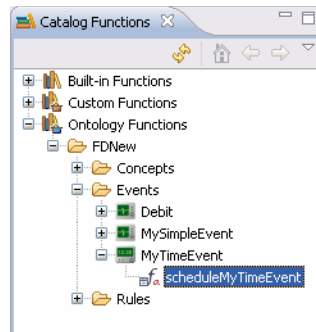 Catalog Functions
Built-in Functions
Custom Functions
Ontology Functions
FDNew
Concepts
Events
Debit
MySimpleEvent
MyTimeEvent
scheduleMyTimeEvent
Rules